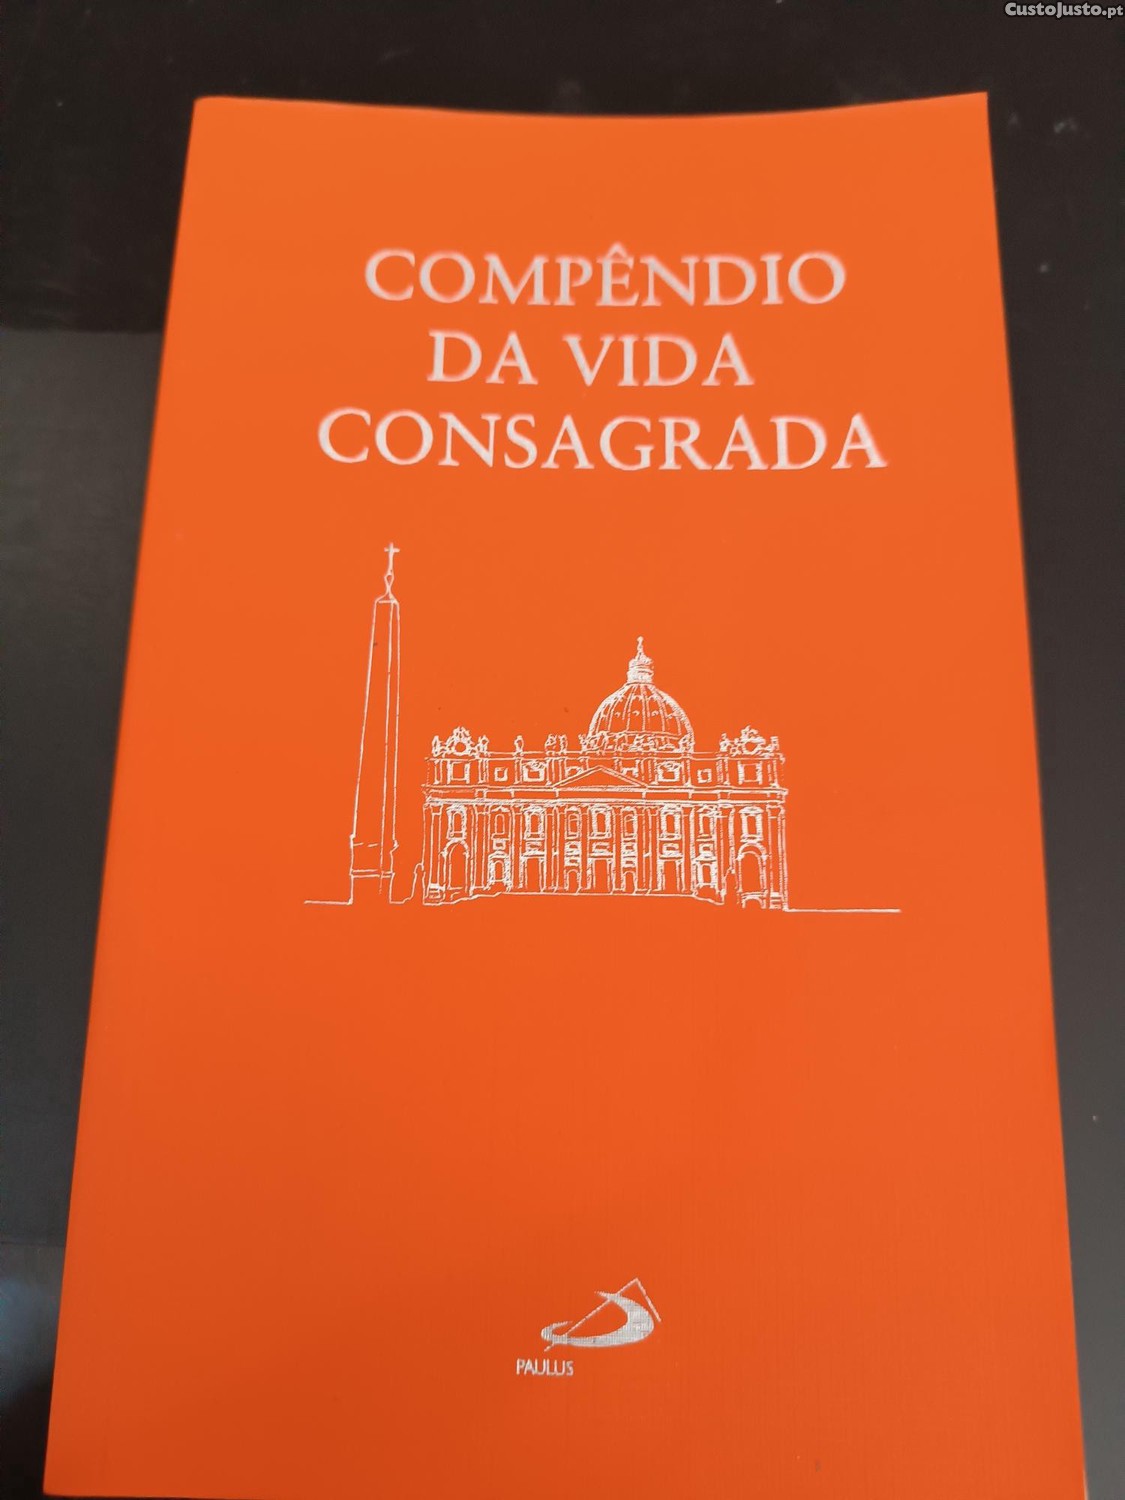 CustoJusto.pt
COMPÊNDIO
DA VIDA
CONSAGRADA
PAULUS